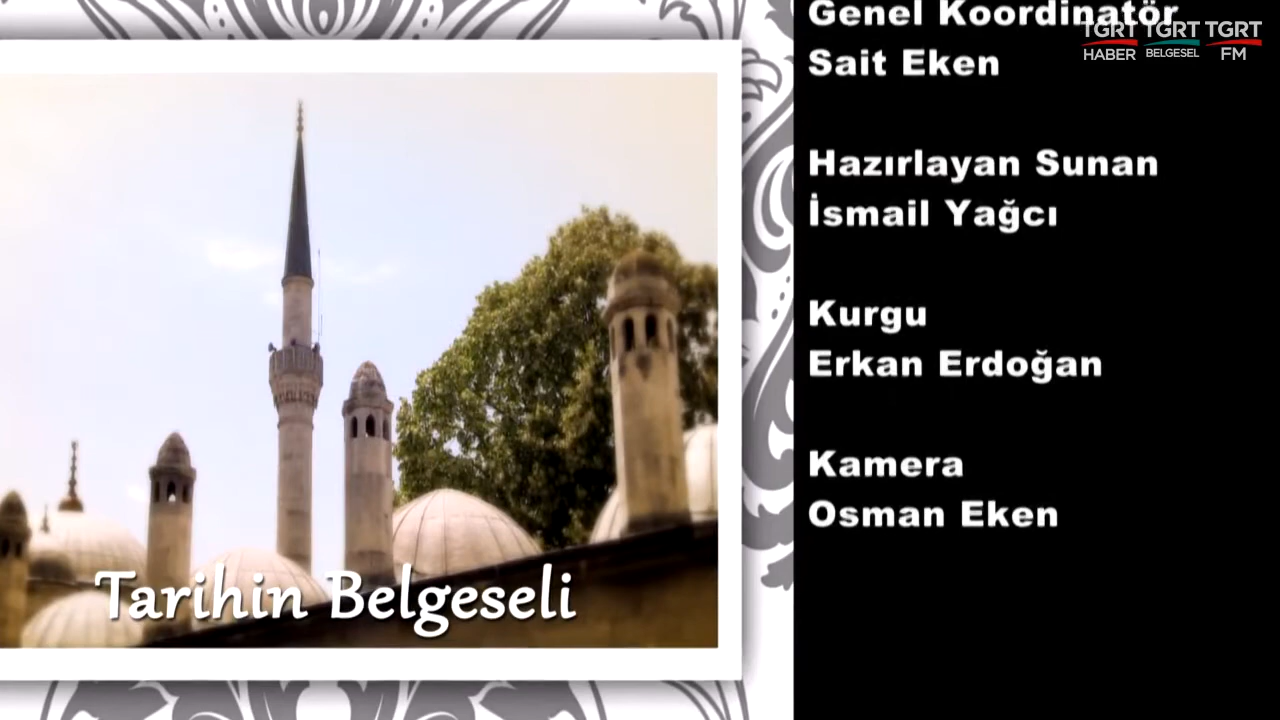 Genel Koordinatör
Sait Eken
Hazırlayan Sunan
İsmail Yağcı
Kurgu
Erkan Erdoğan
Kamera
Osman Eken
Tarihin Belgeseli
TGRT HABER
TGRT BELGESEL
TGRT FM